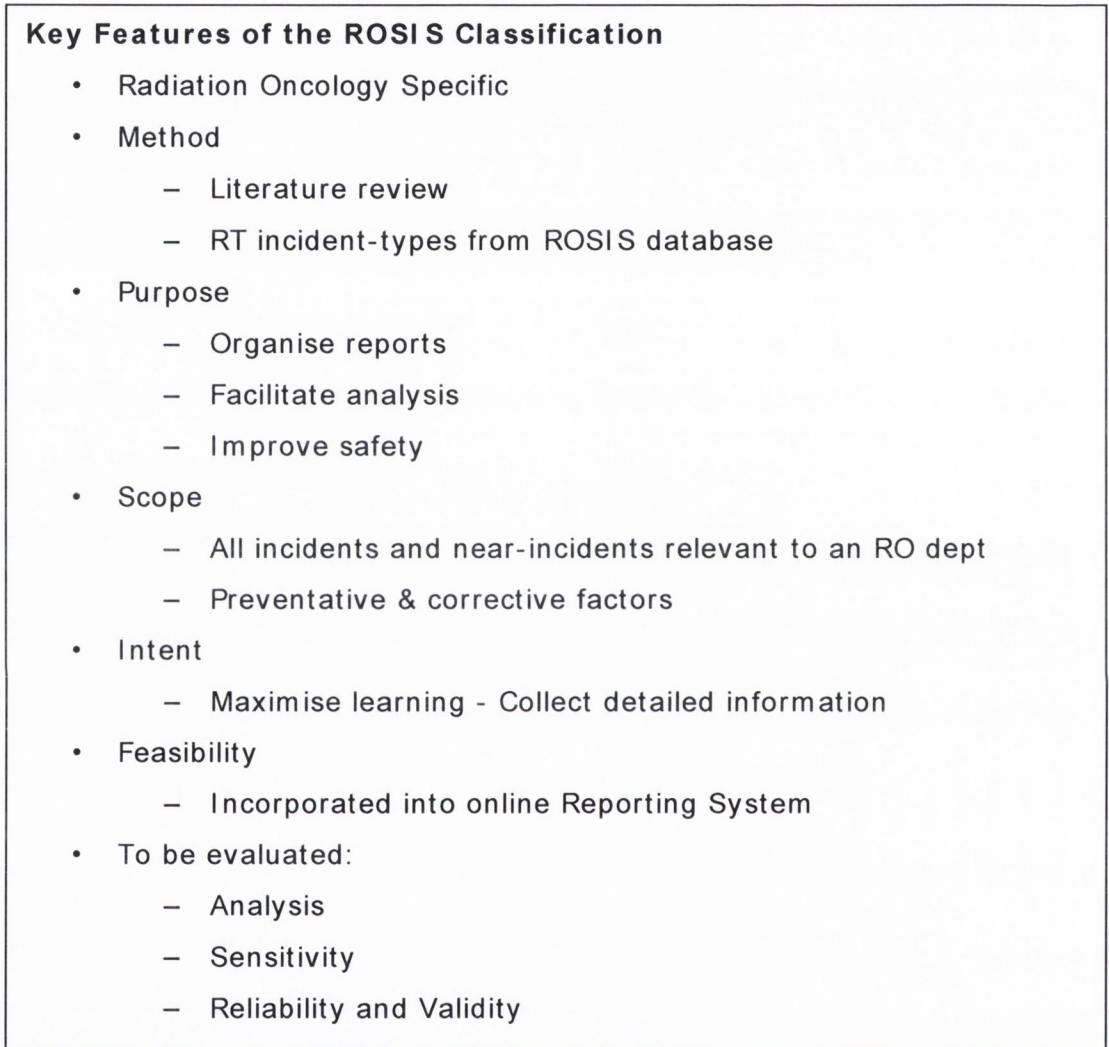 Key Features of the ROSIS Classification
• Radiation Oncology Specific
• Method
– Literature review
– RT incident-types from ROSIS database
• Purpose
– Organise reports
– Facilitate analysis
– Improve safety
• Scope
– All incidents and near-incidents relevant to an RO dept
– Preventative & corrective factors
• Intent
– Maximise learning - Collect detailed information
• Feasibility
– Incorporated into online Reporting System
• To be evaluated:
– Analysis
– Sensitivity
– Reliability and Validity